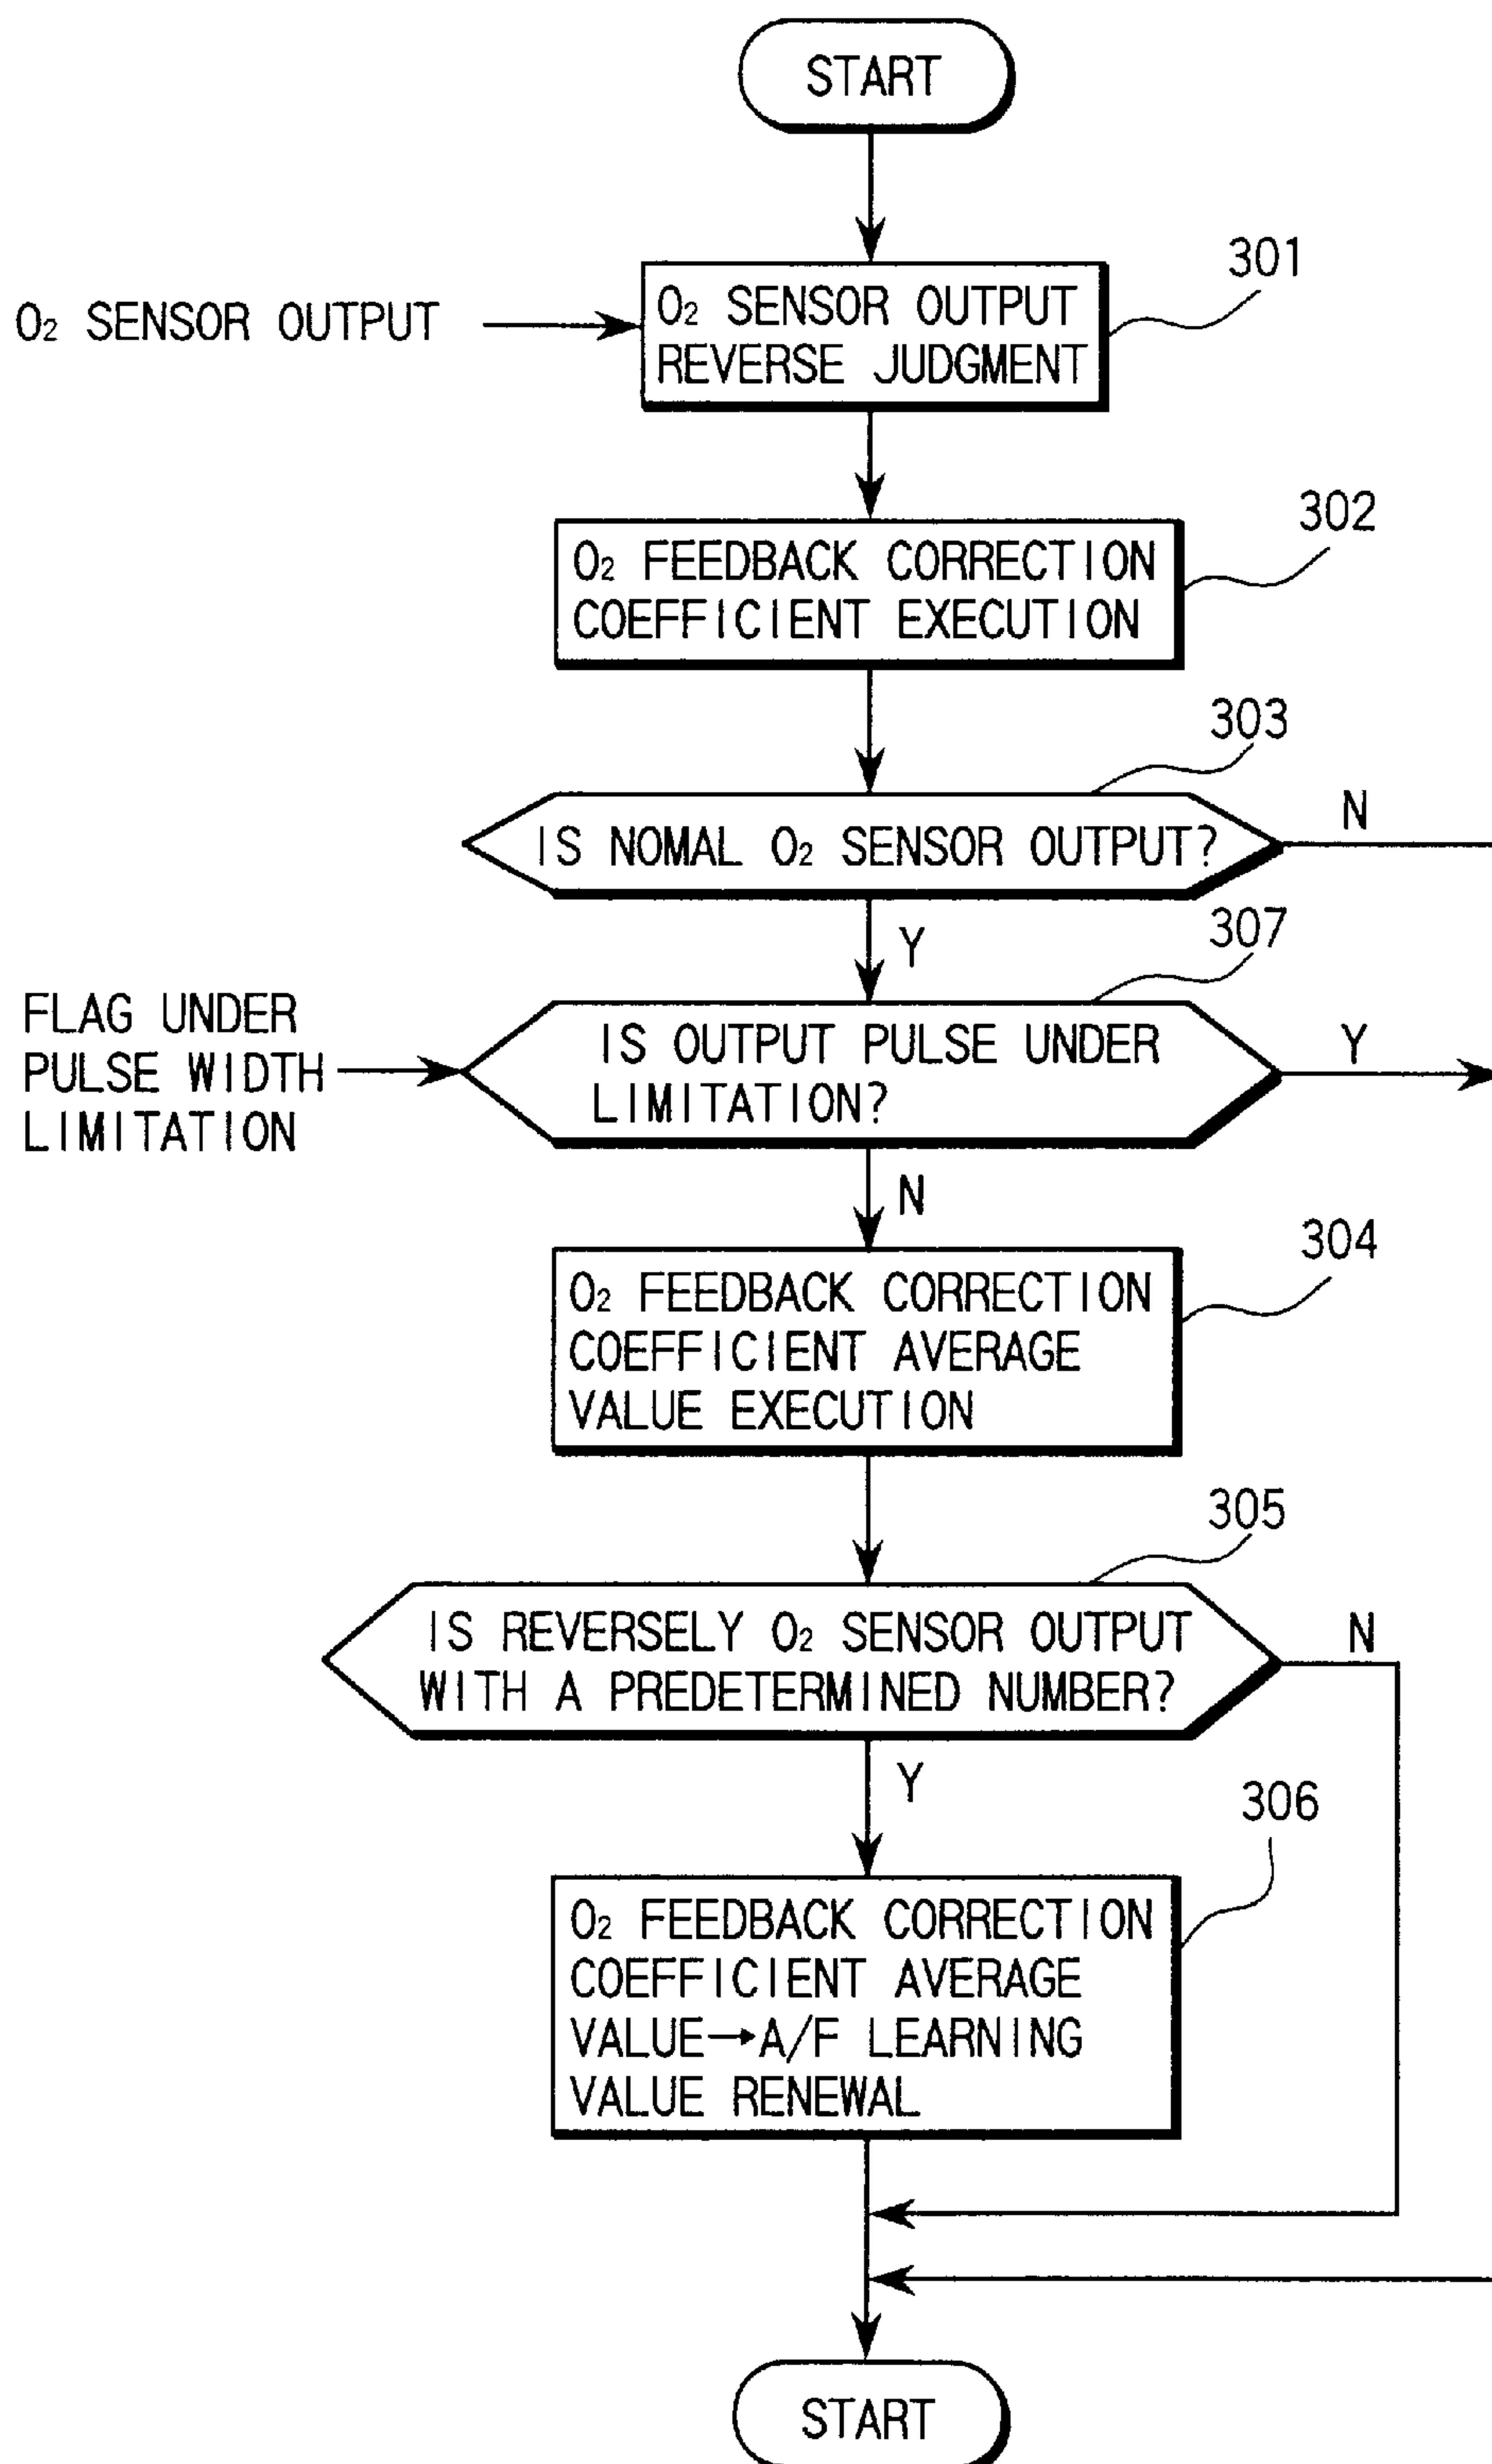 START
301
O₂ SENSOR OUTPUT
O₂ SENSOR OUTPUT
REVERSE JUDGMENT
302
O₂ FEEDBACK CORRECTION
COEFFICIENT EXECUTION
303
IS NOMAL O₂ SENSOR OUTPUT?
N
Y
307
FLAG UNDER
PULSE WIDTH
LIMITATION
IS OUTPUT PULSE UNDER
LIMITATION?
Y
N
304
O₂ FEEDBACK CORRECTION
COEFFICIENT AVERAGE
VALUE EXECUTION
305
IS REVERSELY O₂ SENSOR OUTPUT
WITH A PREDETERMINED NUMBER?
N
Y
306
O₂ FEEDBACK CORRECTION
COEFFICIENT AVERAGE
VALUE→A/F LEARNING
VALUE RENEWAL
START